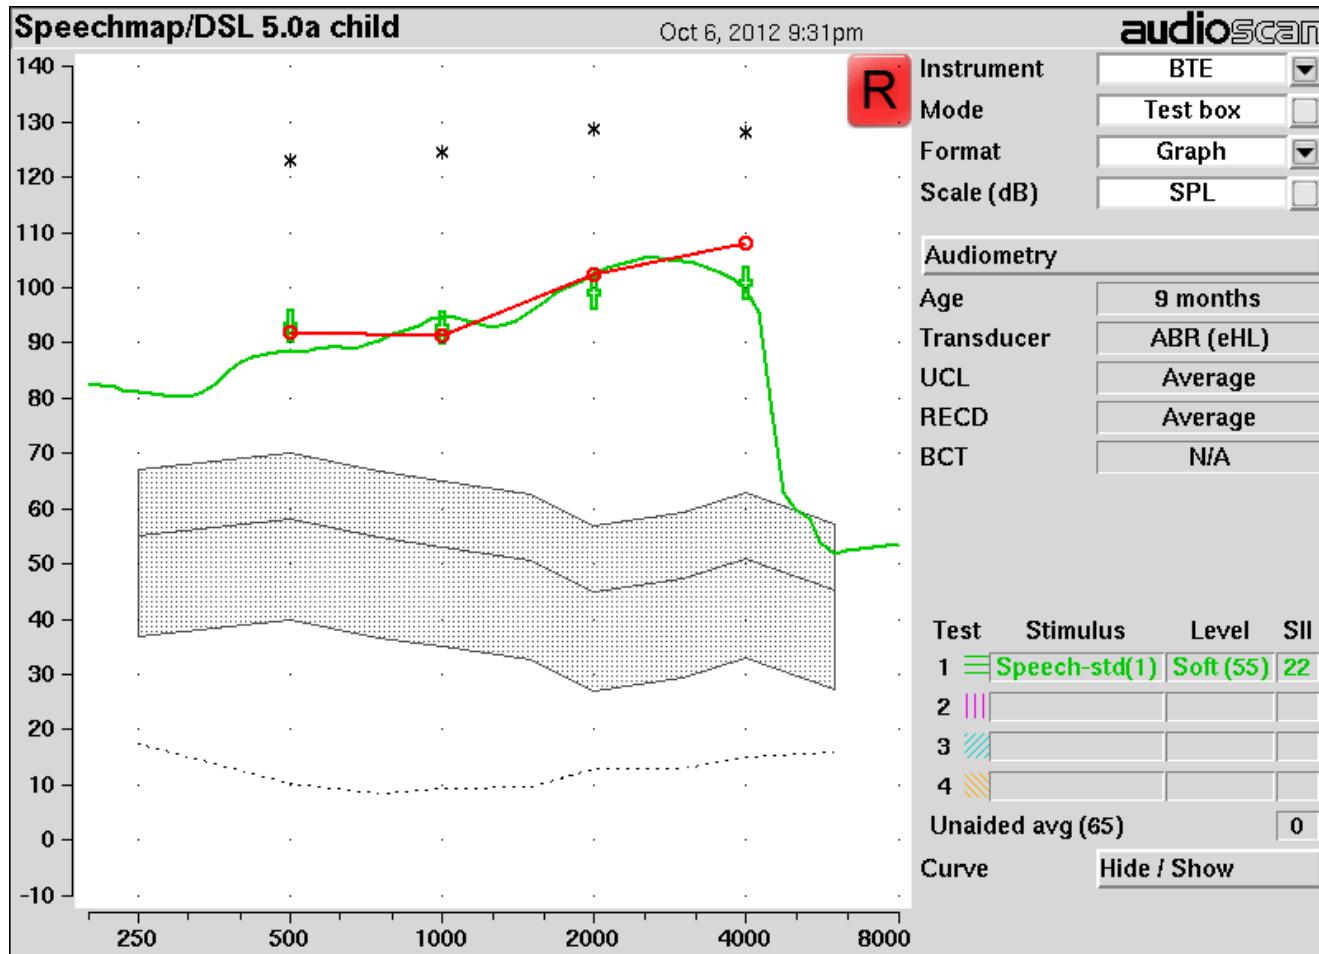 Speechmap/DSL 5.0a child
Oct 6, 2012 9:31pm
audioscan
R
140
130
120
110
100
90
80
70
60
50
40
30
20
10
0
-10
250 500 1000 2000 4000 8000
Instrument BTE
Mode Test box
Format Graph
Scale (dB) SPL
Audiometry
Age 9 months
Transducer ABR (eHL)
UCL Average
RECD Average
BCT N/A
Test Stimulus Level SII
1 Speech-std(1) Soft (55) 22
2
3
4
Unaided avg (65) 0
Curve Hide / Show